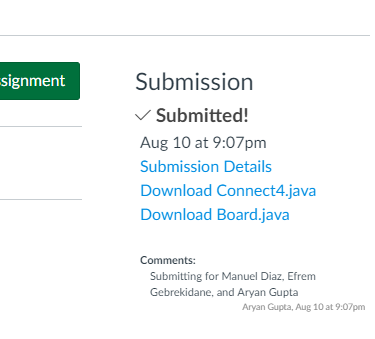 ssignment
Submission
Submitted!
Aug 10 at 9:07pm
Submission Details
Download Connect4.java
Download Board.java
Comments:
Submitting for Manuel Diaz, Efrem
Gebrekidane, and Aryan Gupta
Aryan Gupta, Aug 10 at 9:07pm